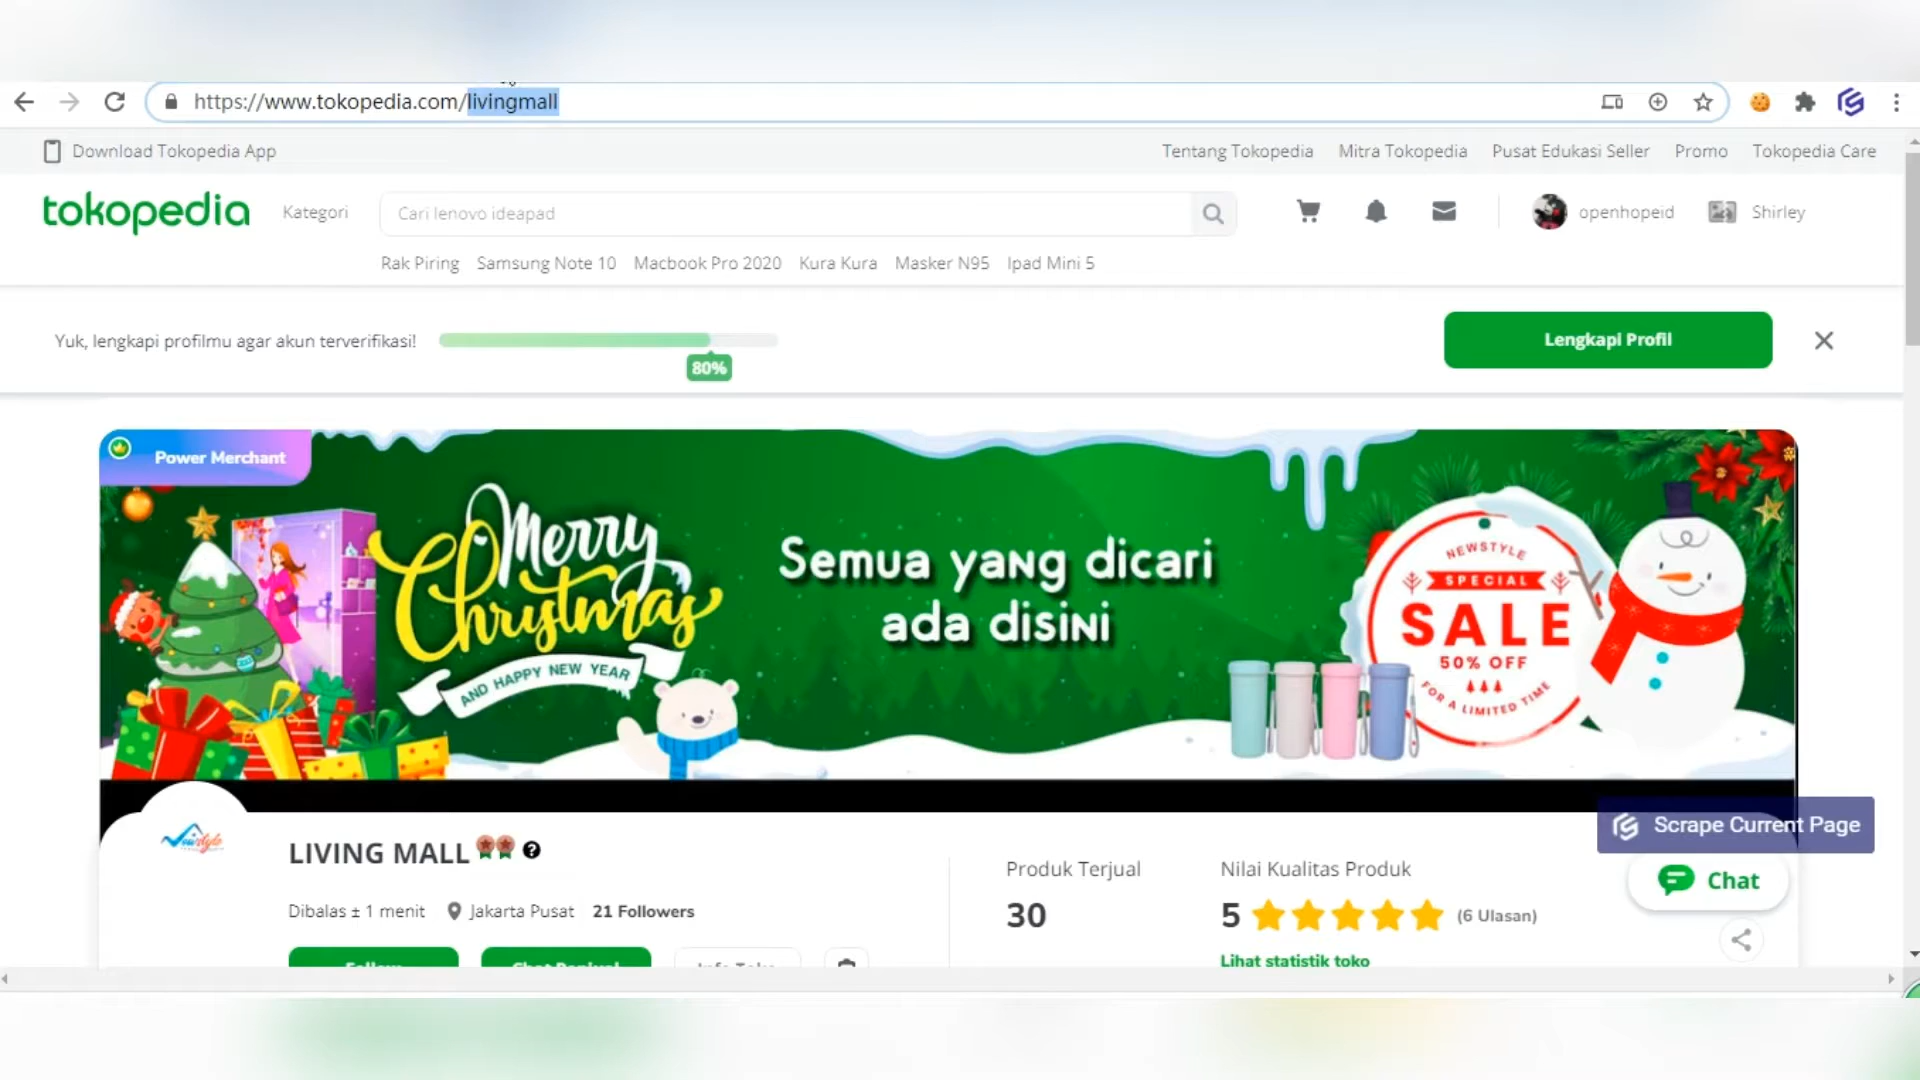 https://www.tokopedia.com/livingmall
Download Tokopedia App
Tentang Tokopedia Mitra Tokopedia Pusat Edukasi Seller Promo Tokopedia Care
tokopedia
Kategori
Cari lenovo ideapad
openhopeid
Shirley
Rak Piring Samsung Note 10 Macbook Pro 2020 Kura Kura Masker N95 Ipad Mini 5
Yuk, lengkapi profilmu agar akun terverifikasi!
80%
Lengkapi Profil
Power Merchant
Merry
Christmas
AND HAPPY NEW YEAR
Semua yang dicari
ada disini
NEWSTYLE
SPECIAL
SALE
50% OFF
FOR A LIMITED TIME
Scrape Current Page
LIVING MALL
Dibalas ± 1 menit Jakarta Pusat 21 Followers
Produk Terjual
30
Nilai Kualitas Produk
5 (6 Ulasan)
Lihat statistik toko
Chat